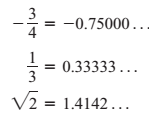 −3/4 = −0.75000...
1/3 = 0.33333...
√2 = 1.4142...